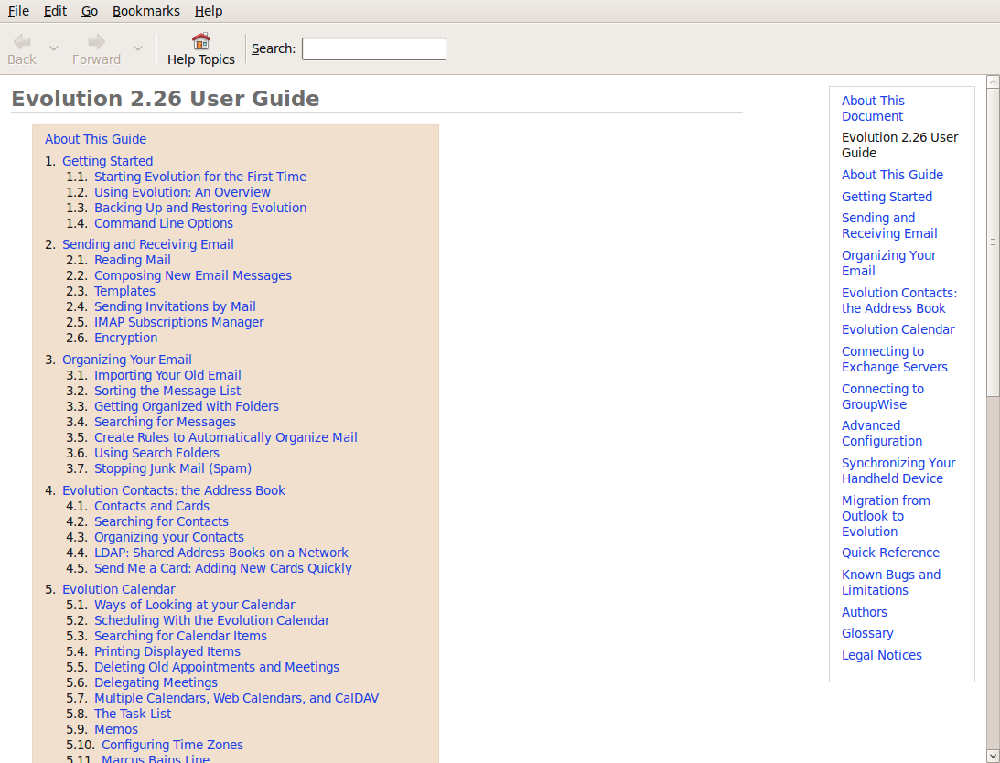 File Edit Go Bookmarks Help
Back Forward Help Topics Search:
Evolution 2.26 User Guide
About This Guide
1. Getting Started
1.1. Starting Evolution for the First Time
1.2. Using Evolution: An Overview
1.3. Backing Up and Restoring Evolution
1.4. Command Line Options
2. Sending and Receiving Email
2.1. Reading Mail
2.2. Composing New Email Messages
2.3. Templates
2.4. Sending Invitations by Mail
2.5. IMAP Subscriptions Manager
2.6. Encryption
3. Organizing Your Email
3.1. Importing Your Old Email
3.2. Sorting the Message List
3.3. Getting Organized with Folders
3.4. Searching for Messages
3.5. Create Rules to Automatically Organize Mail
3.6. Using Search Folders
3.7. Stopping Junk Mail (Spam)
4. Evolution Contacts: the Address Book
4.1. Contacts and Cards
4.2. Searching for Contacts
4.3. Organizing your Contacts
4.4. LDAP: Shared Address Books on a Network
4.5. Send Me a Card: Adding New Cards Quickly
5. Evolution Calendar
5.1. Ways of Looking at your Calendar
5.2. Scheduling With the Evolution Calendar
5.3. Searching for Calendar Items
5.4. Printing Displayed Items
5.5. Deleting Old Appointments and Meetings
5.6. Delegating Meetings
5.7. Multiple Calendars, Web Calendars, and CalDAV
5.8. The Task List
5.9. Memos
5.10. Configuring Time Zones
5.11. Marcus Bains Line
About This
Document
Evolution 2.26 User
Guide
About This Guide
Getting Started
Sending and
Receiving Email
Organizing Your
Email
Evolution Contacts:
the Address Book
Evolution Calendar
Connecting to
Exchange Servers
Connecting to
GroupWise
Advanced
Configuration
Synchronizing Your
Handheld Device
Migration from
Outlook to
Evolution
Quick Reference
Known Bugs and
Limitations
Authors
Glossary
Legal Notices